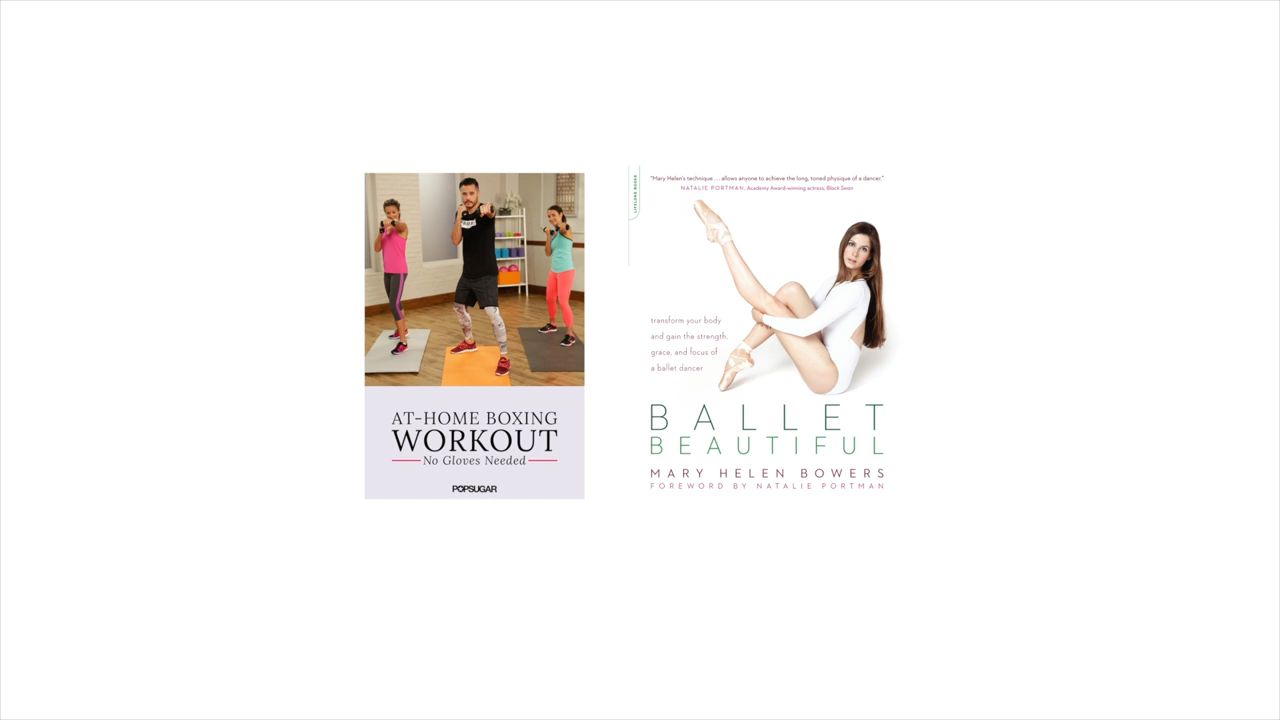 AT-HOME BOXING
WORKOUT
No Gloves Needed
POPSUGAR
LIFELONG BOOKS
"Mary Helen's technique . . . allows anyone to achieve the long, toned physique of a dancer."
NATALIE PORTMAN, Academy Award-winning actress, Black Swan
transform your body
and gain the strength,
grace, and focus of
a ballet dancer
BALLET
BEAUTIFUL
MARY HELEN BOWERS
FOREWORD BY NATALIE PORTMAN